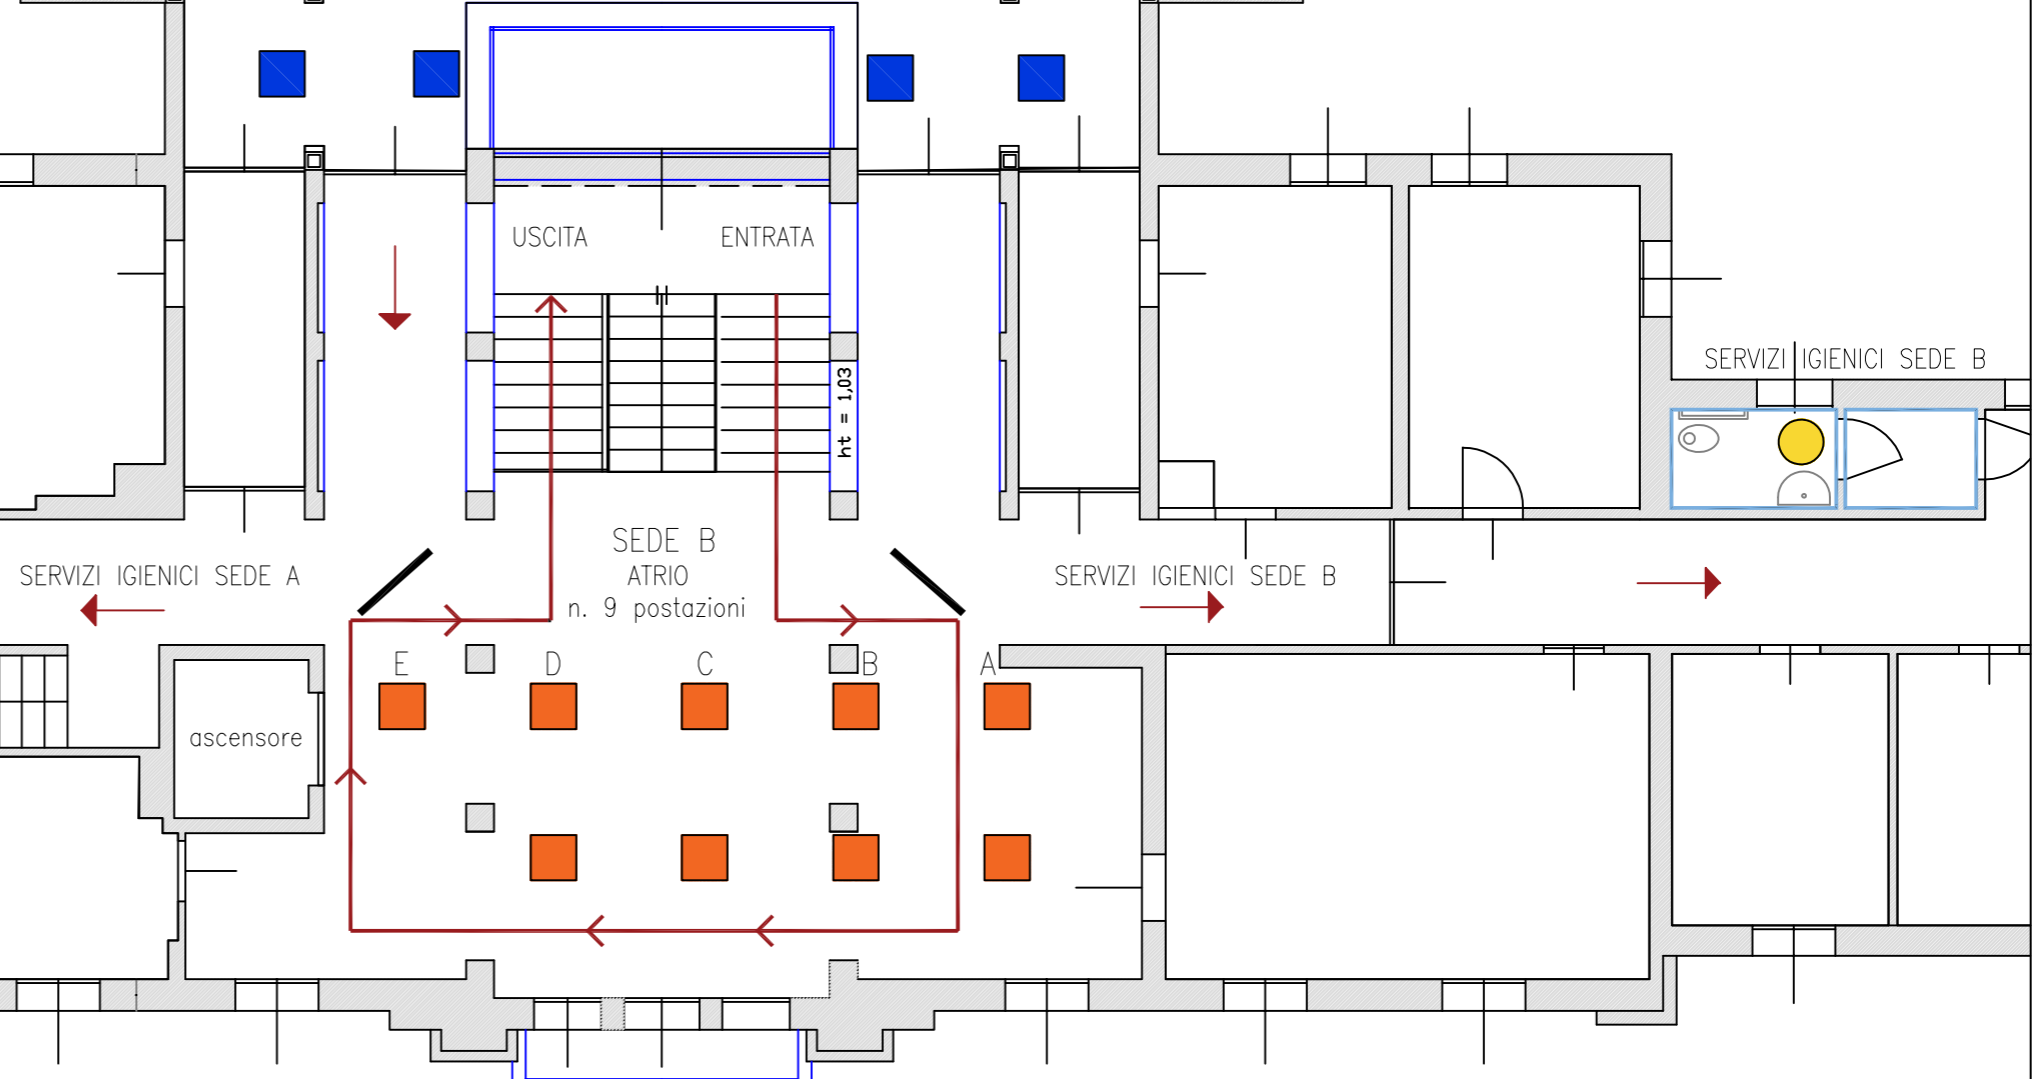 USCITA
ENTRATA
SERVIZI IGIENICI SEDE B
ht = 1,03
SEDE B
ATRIO
n. 9 postazioni
SERVIZI IGIENICI SEDE A
SERVIZI IGIENICI SEDE B
E
D
C
B
A
ascensore